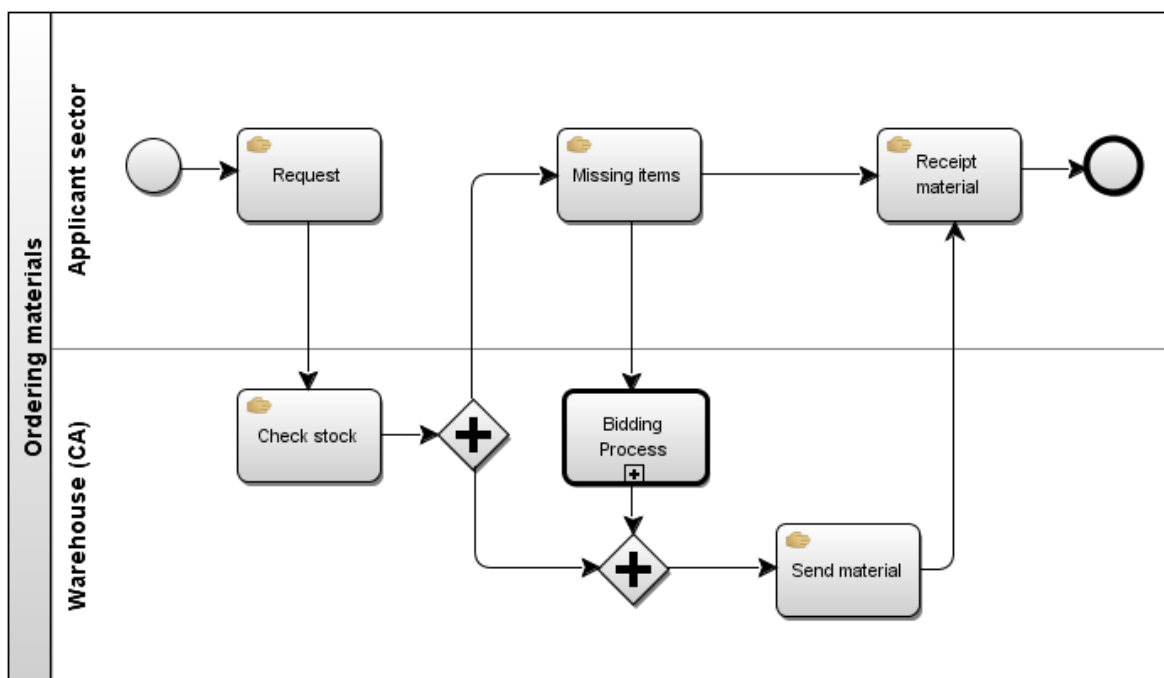 Ordering materials
Applicant sector
Request
Missing items
Receipt
material
Warehouse (CA)
Check stock
Bidding
Process
Send material